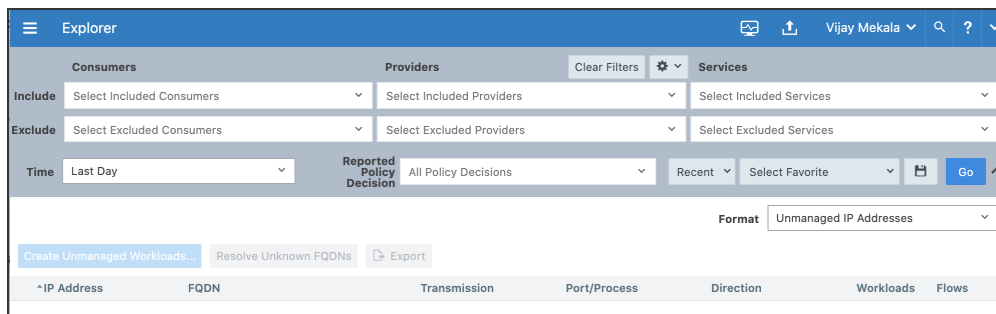 Explorer Vijay Mekala ?
Consumers Providers Clear Filters Services
Include Select Included Consumers Select Included Providers Select Included Services
Exclude Select Excluded Consumers Select Excluded Providers Select Excluded Services
Time Last Day Reported Policy Decision All Policy Decisions Recent Select Favorite Go
Format Unmanaged IP Addresses
Create Unmanaged Workloads... Resolve Unknown FQDNs Export
IP Address FQDN Transmission Port/Process Direction Workloads Flows